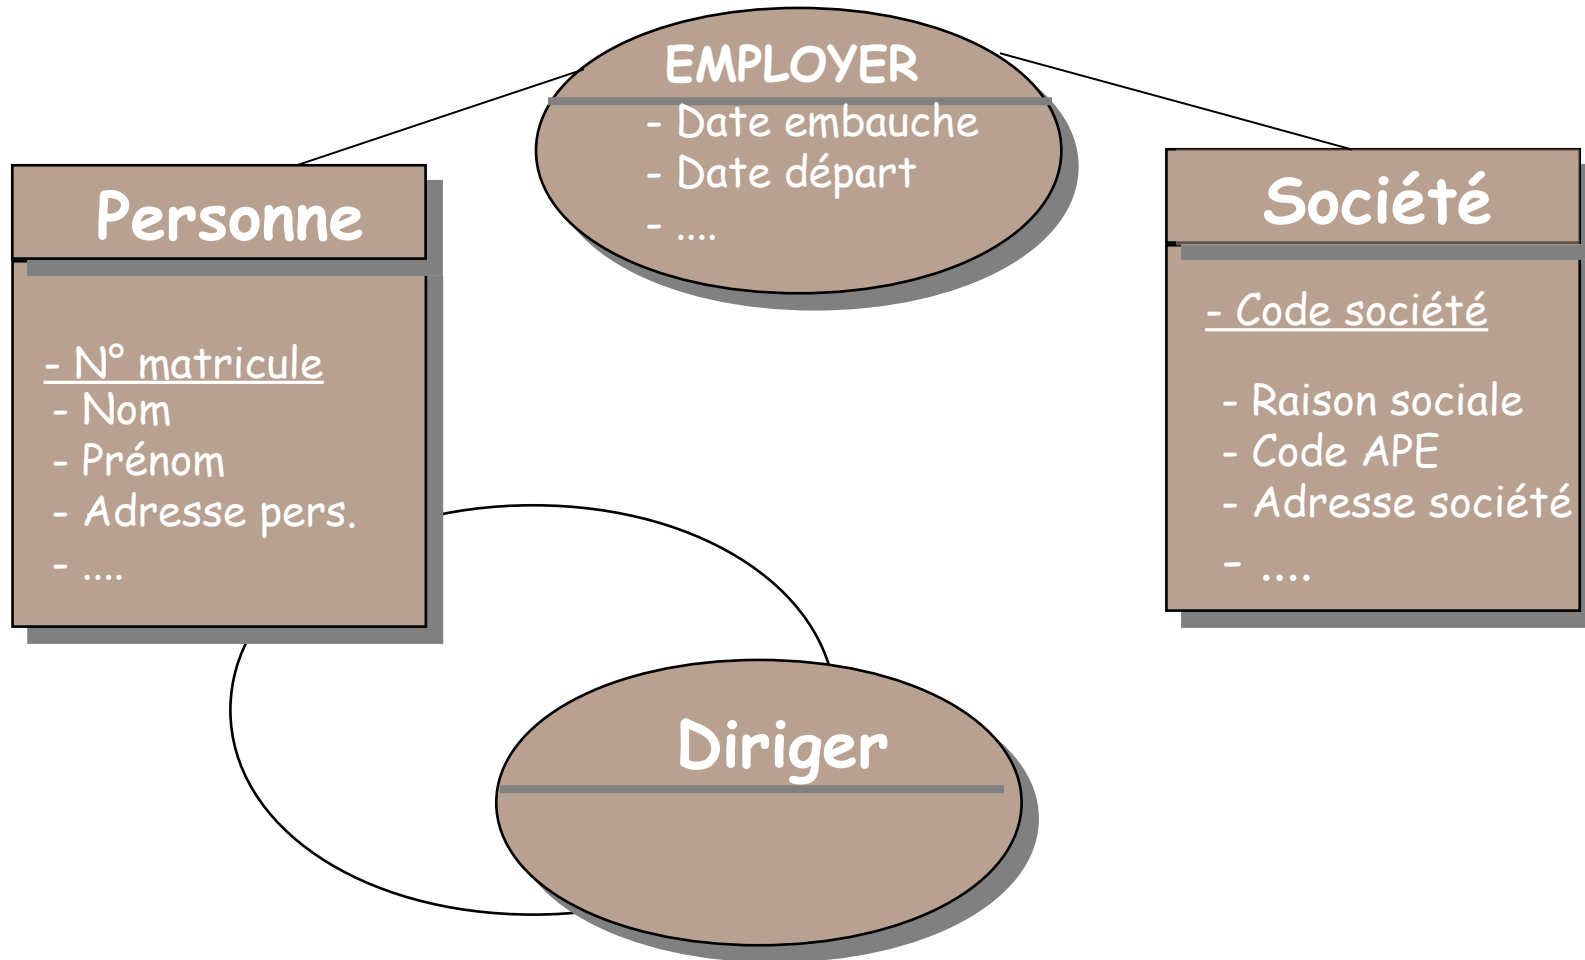 EMPLOYER
- Date embauche
- Date départ
- ....
Personne
- N° matricule
- Nom
- Prénom
- Adresse pers.
- ....
Société
- Code société
- Raison sociale
- Code APE
- Adresse société
- ....
Diriger